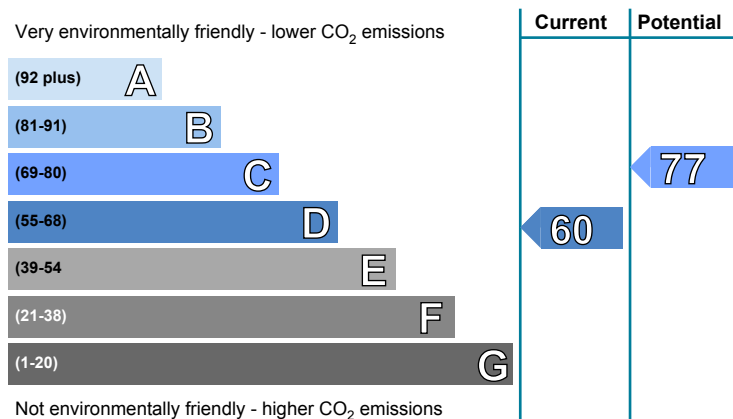 Current Potential
Very environmentally friendly - lower CO2 emissions
(92 plus) A
(81-91) B
(69-80) C
77
(55-68) D
60
(39-54 E
(21-38) F
(1-20) G
Not environmentally friendly - higher CO2 emissions